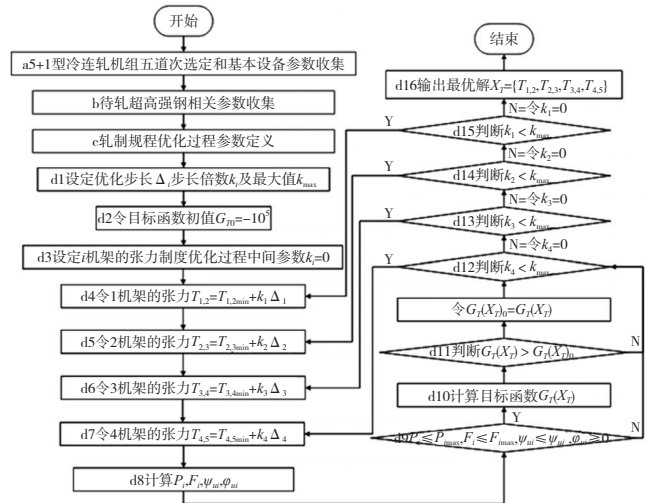 开始
a5+1型冷连轧机组五道次选定和基本设备参数收集
b待轧超高强钢相关参数收集
c轧制规程优化过程参数定义
d1设定优化步长Δi步长倍数ki及最大值kmax
d2令目标函数初值GT0=-10⁵
d3设定i机架的张力制度优化过程中间参数ki=0
d4令1机架的张力T1,2=T1,2min+k1Δ1
d5令2机架的张力T2,3=T2,3min+k2Δ2
d6令3机架的张力T3,4=T3,4min+k3Δ3
d7令4机架的张力T4,5=T4,5min+k4Δ4
d8计算Pi,Fi,ψui,φui
d9Pi≤Pimax,Fi≤Fimax,ψui≤ψui,φui≥0
Y
N
d10计算目标函数GT(XT)
d11判断GT(XT)>GT(XT)0
N
令GT(XT)0=GT(XT)
d12判断k4<kmax
Y
N=令k4=0
d13判断k3<kmax
Y
N=令k3=0
d14判断k2<kmax
Y
N=令k2=0
d15判断k1<kmax
Y
N=令k1=0
d16输出最优解XT={T1,2,T2,3,T3,4,T4,5}
结束